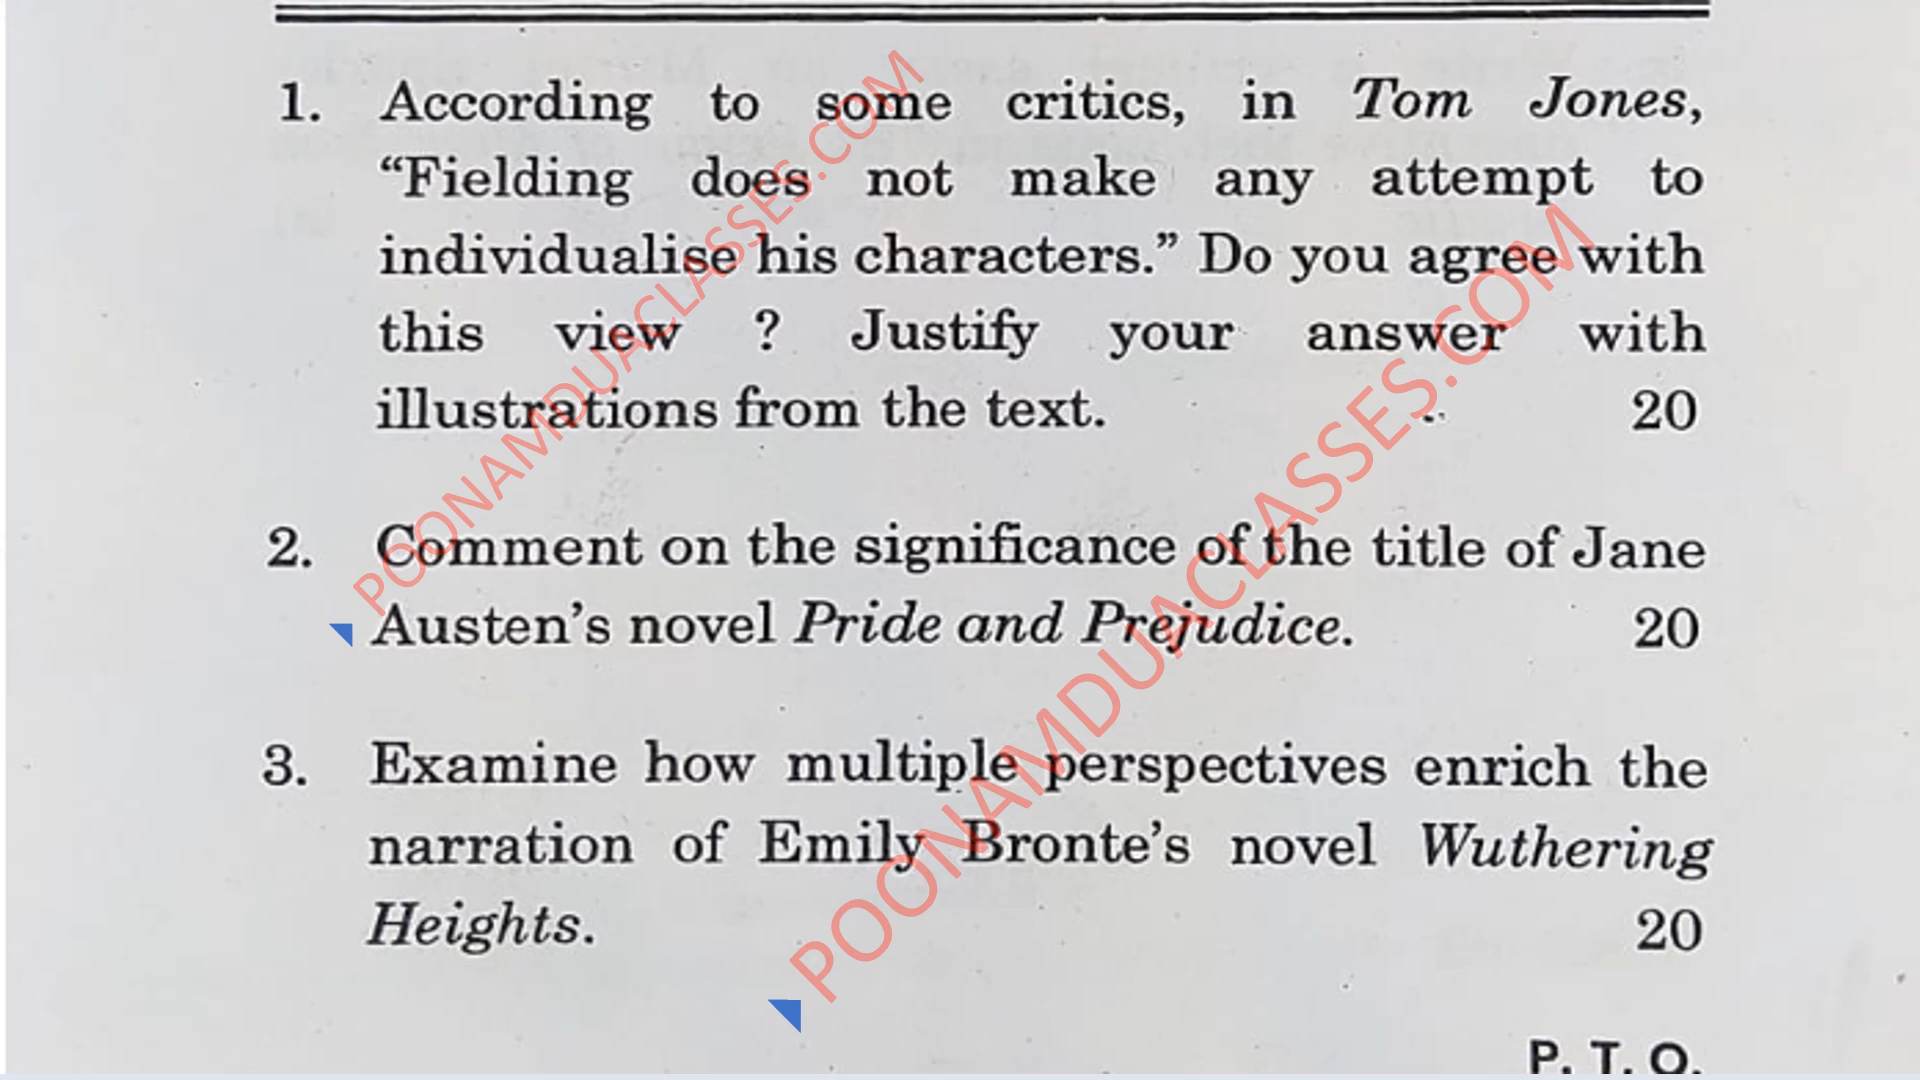 1. According to some critics, in Tom Jones,
“Fielding does not make any attempt to
individualise his characters.” Do you agree with
this view ? Justify your answer with
illustrations from the text. 20
2. Comment on the significance of the title of Jane
Austen’s novel Pride and Prejudice. 20
3. Examine how multiple perspectives enrich the
narration of Emily Bronte’s novel Wuthering
Heights. 20
P. T. O.
POONAMDUACLASSES.COM
POONAMDUACLASSES.COM